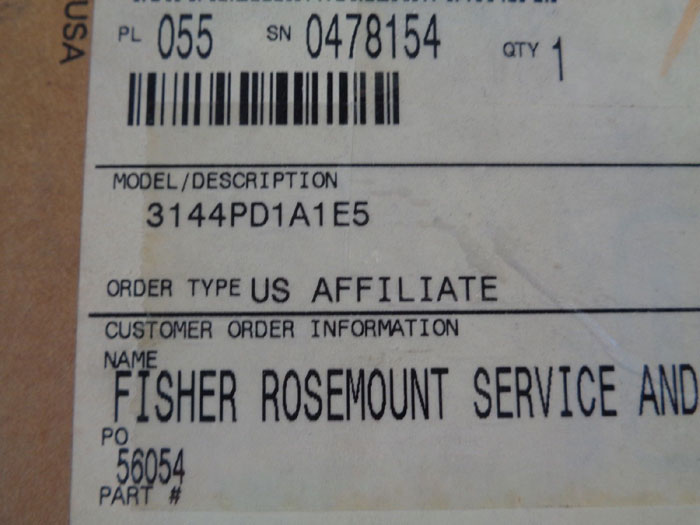 USA
PL 055 SN 0478154 QTY 1
MODEL/DESCRIPTION
3144PD1A1E5
ORDER TYPE US AFFILIATE
CUSTOMER ORDER INFORMATION
NAME
FISHER ROSEMOUNT SERVICE AND
PO
56054
PART #